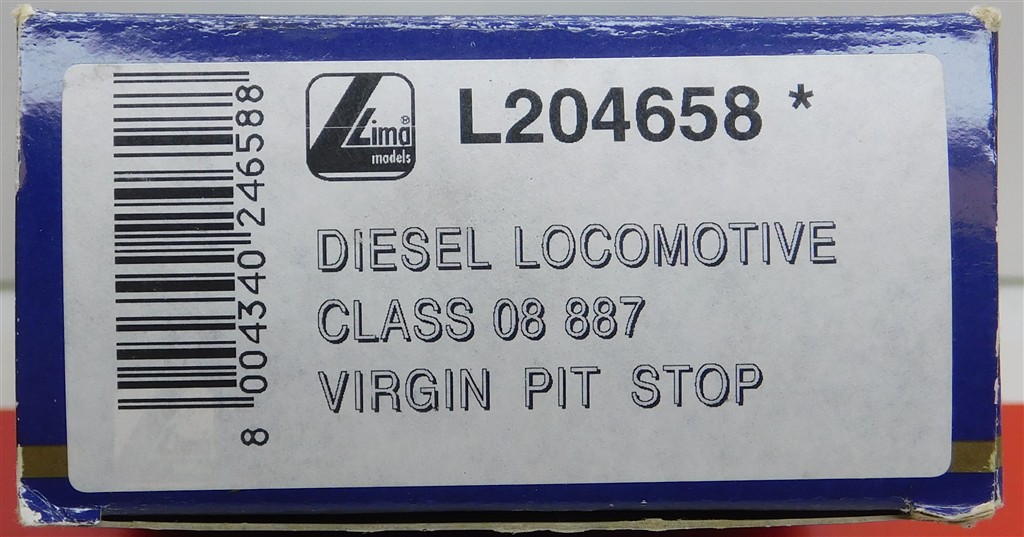 8 004340 246588
Lima®
models
L204658 *
DIESEL LOCOMOTIVE
CLASS 08 887
VIRGIN PIT STOP